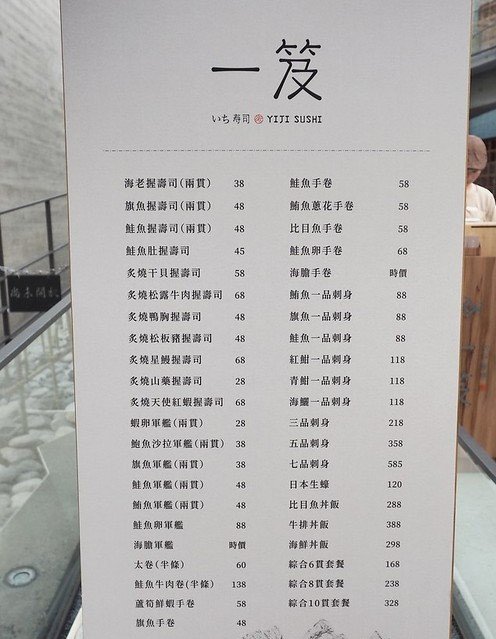 一笈
いち寿司 YIJI SUSHI
海老握壽司(兩貫) 38
旗魚握壽司(兩貫) 48
鮭魚握壽司(兩貫) 48
鮭魚肚握壽司 45
炙燒干貝握壽司 58
炙燒松露牛肉握壽司 68
炙燒鴨胸握壽司 48
炙燒松板豬握壽司 48
炙燒星鰻握壽司 68
炙燒山藥握壽司 28
炙燒天使紅蝦握壽司 68
蝦卵軍艦(兩貫) 28
鮑魚沙拉軍艦(兩貫) 38
旗魚軍艦(兩貫) 38
鮭魚軍艦(兩貫) 48
鮪魚軍艦(兩貫) 48
鮭魚卵軍艦 88
海膽軍艦 時價
太卷(半條) 60
鮭魚牛肉卷(半條) 138
蘆筍鮮蝦手卷 58
旗魚手卷 48
鮭魚手卷 58
鮪魚蔥花手卷 58
比目魚手卷 58
鮭魚卵手卷 68
海膽手卷 時價
鮪魚一品刺身 88
旗魚一品刺身 88
鮭魚一品刺身 88
紅魽一品刺身 118
青魽一品刺身 118
海鱺一品刺身 118
三品刺身 218
五品刺身 358
七品刺身 585
日本生蠔 120
比目魚丼飯 288
牛排丼飯 388
海鮮丼飯 298
綜合6貫套餐 168
綜合8貫套餐 238
綜合10貫套餐 328
尚未開放